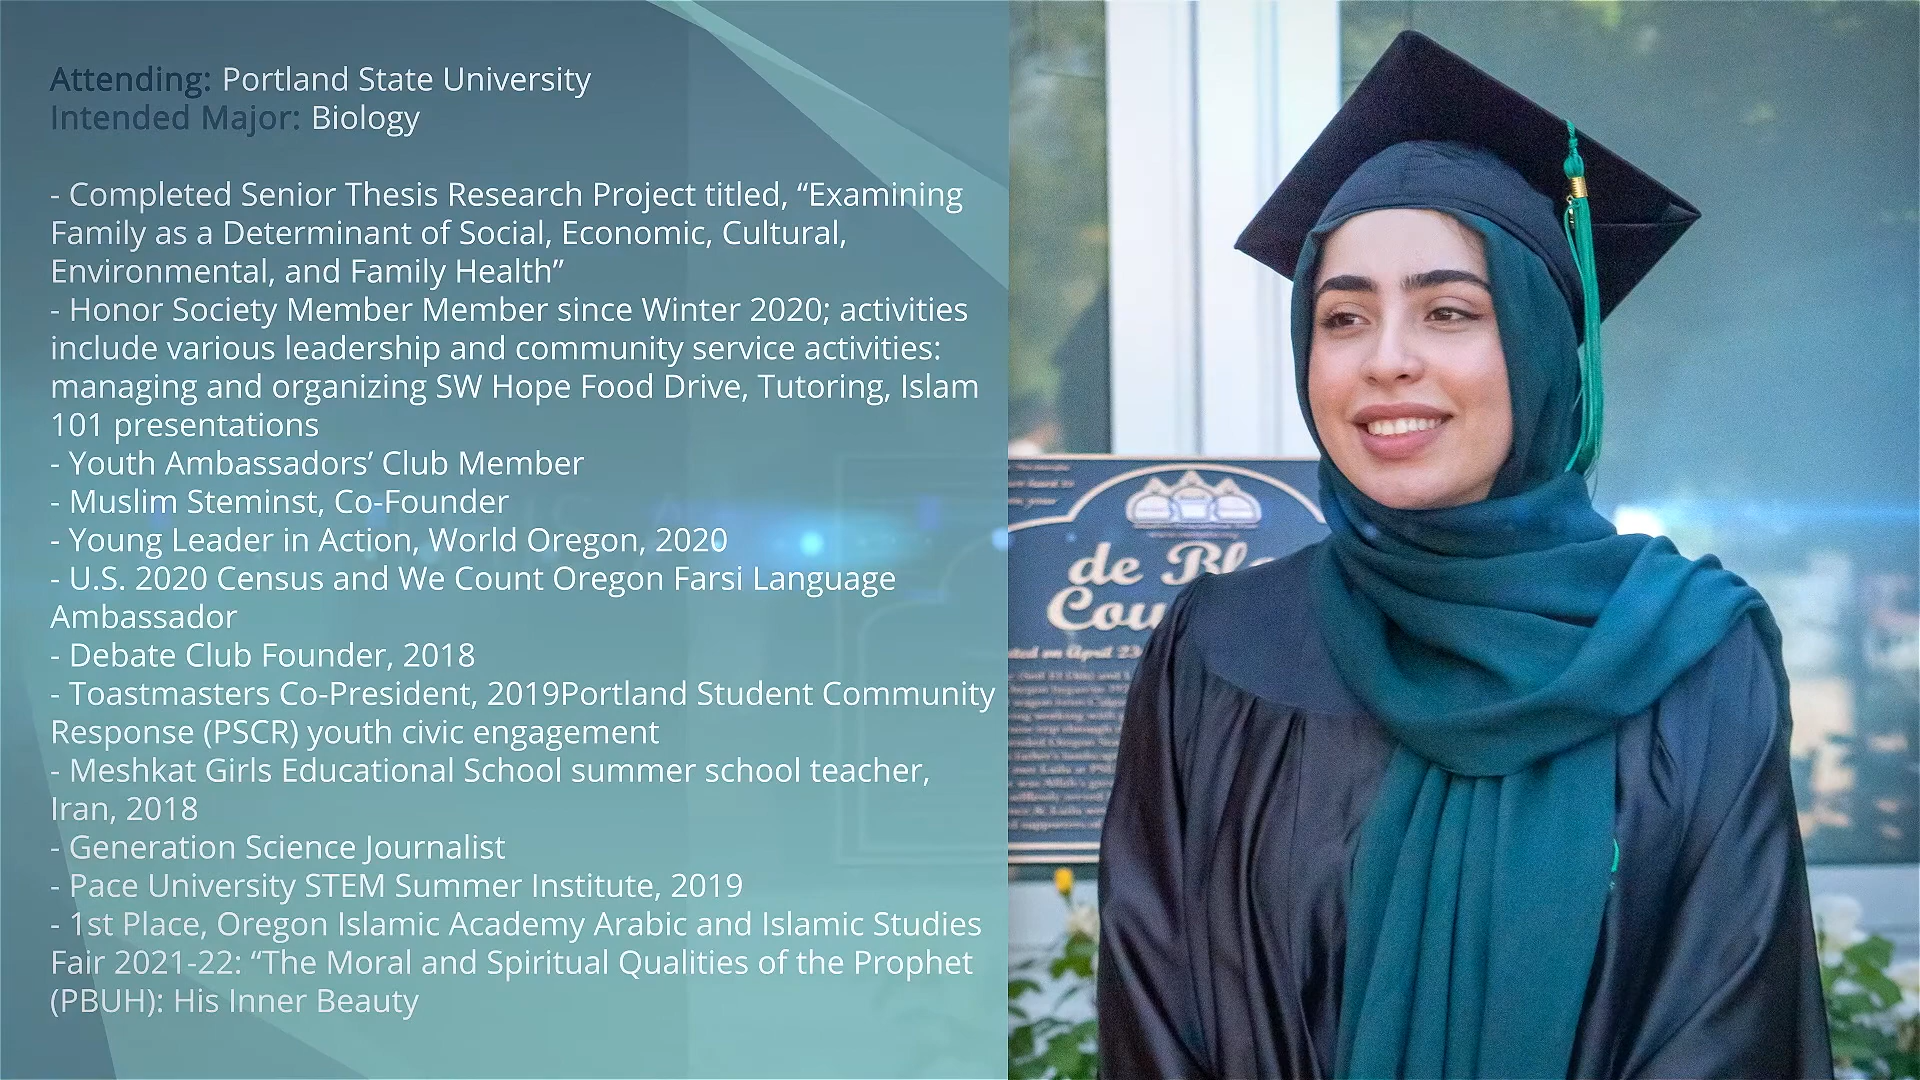 Attending: Portland State University
Intended Major: Biology
- Completed Senior Thesis Research Project titled, “Examining
Family as a Determinant of Social, Economic, Cultural,
Environmental, and Family Health”
- Honor Society Member Member since Winter 2020; activities
include various leadership and community service activities:
managing and organizing SW Hope Food Drive, Tutoring, Islam
101 presentations
- Youth Ambassadors’ Club Member
- Muslim Steminst, Co-Founder
- Young Leader in Action, World Oregon, 2020
- U.S. 2020 Census and We Count Oregon Farsi Language
Ambassador
- Debate Club Founder, 2018
- Toastmasters Co-President, 2019Portland Student Community
Response (PSCR) youth civic engagement
- Meshkat Girls Educational School summer school teacher,
Iran, 2018
- Generation Science Journalist
- Pace University STEM Summer Institute, 2019
- 1st Place, Oregon Islamic Academy Arabic and Islamic Studies
Fair 2021-22: “The Moral and Spiritual Qualities of the Prophet
(PBUH): His Inner Beauty
de Bl
Cou
on April 23